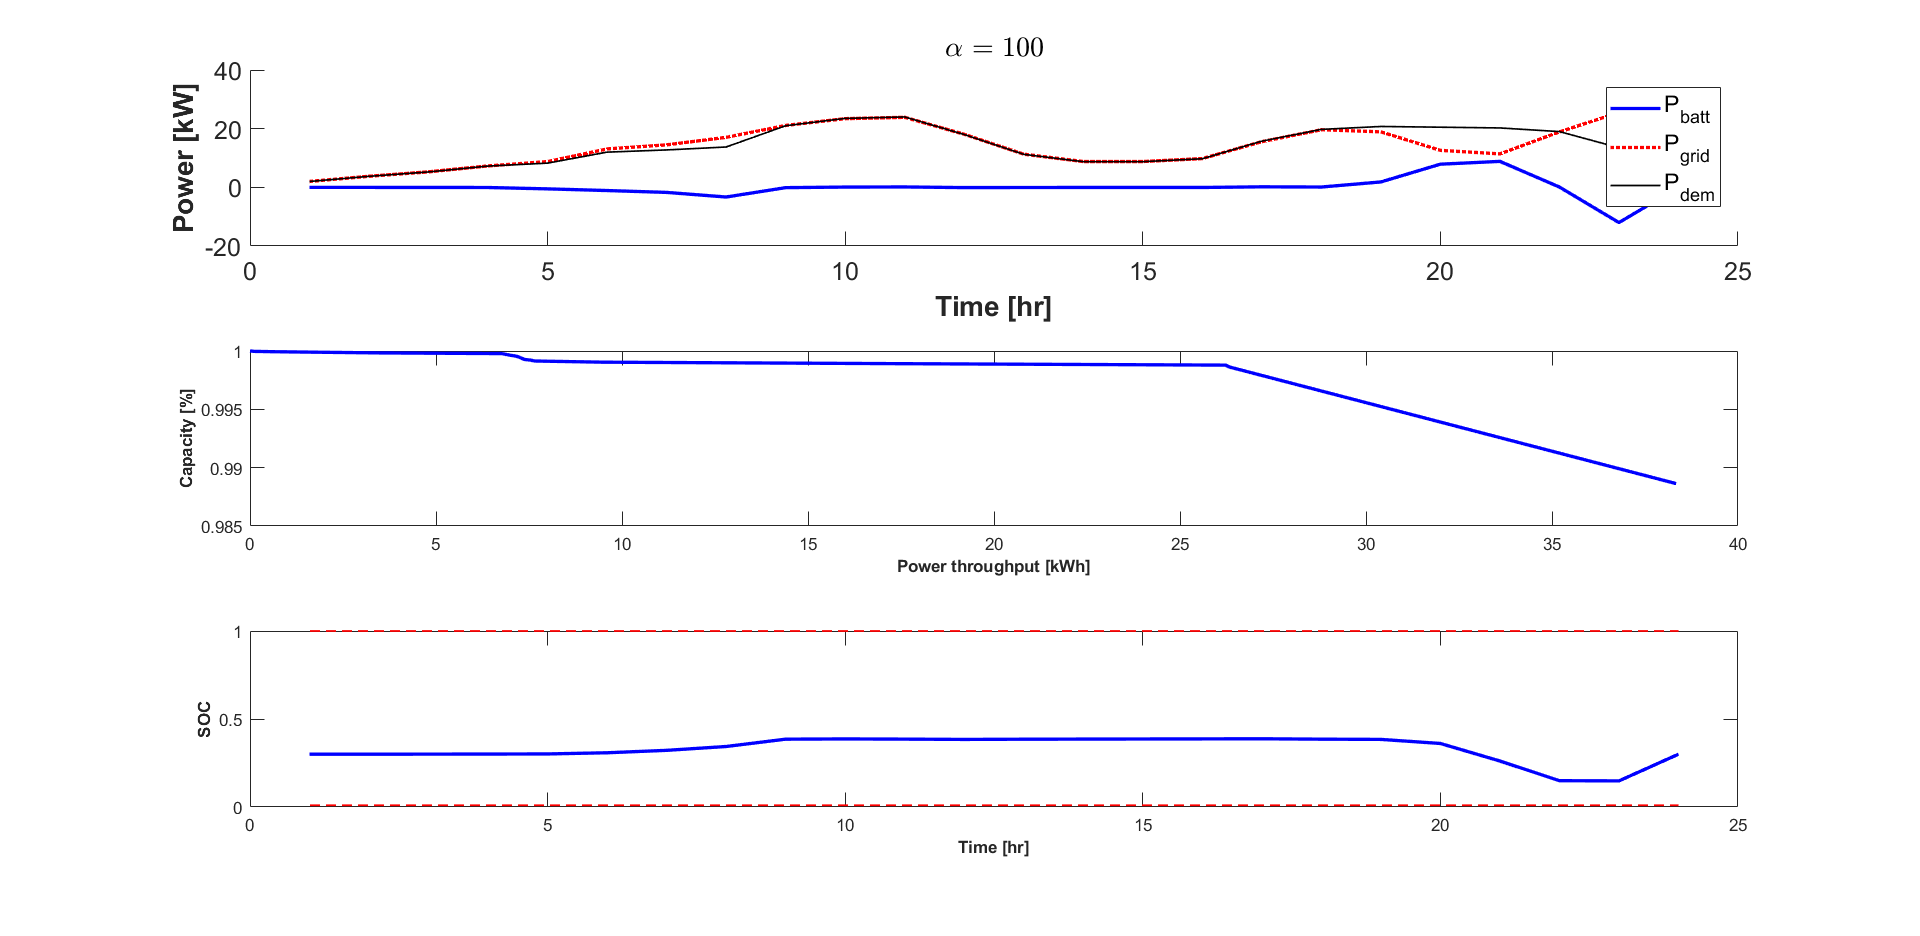 α = 100
Power [kW]
40
20
0
-20
0 5 10 15 20 25
Time [hr]
P_batt
P_grid
P_dem
Capacity [%]
1
0.995
0.99
0.985
0 5 10 15 20 25 30 35 40
Power throughput [kWh]
SOC
1
0.5
0
0 5 10 15 20 25
Time [hr]